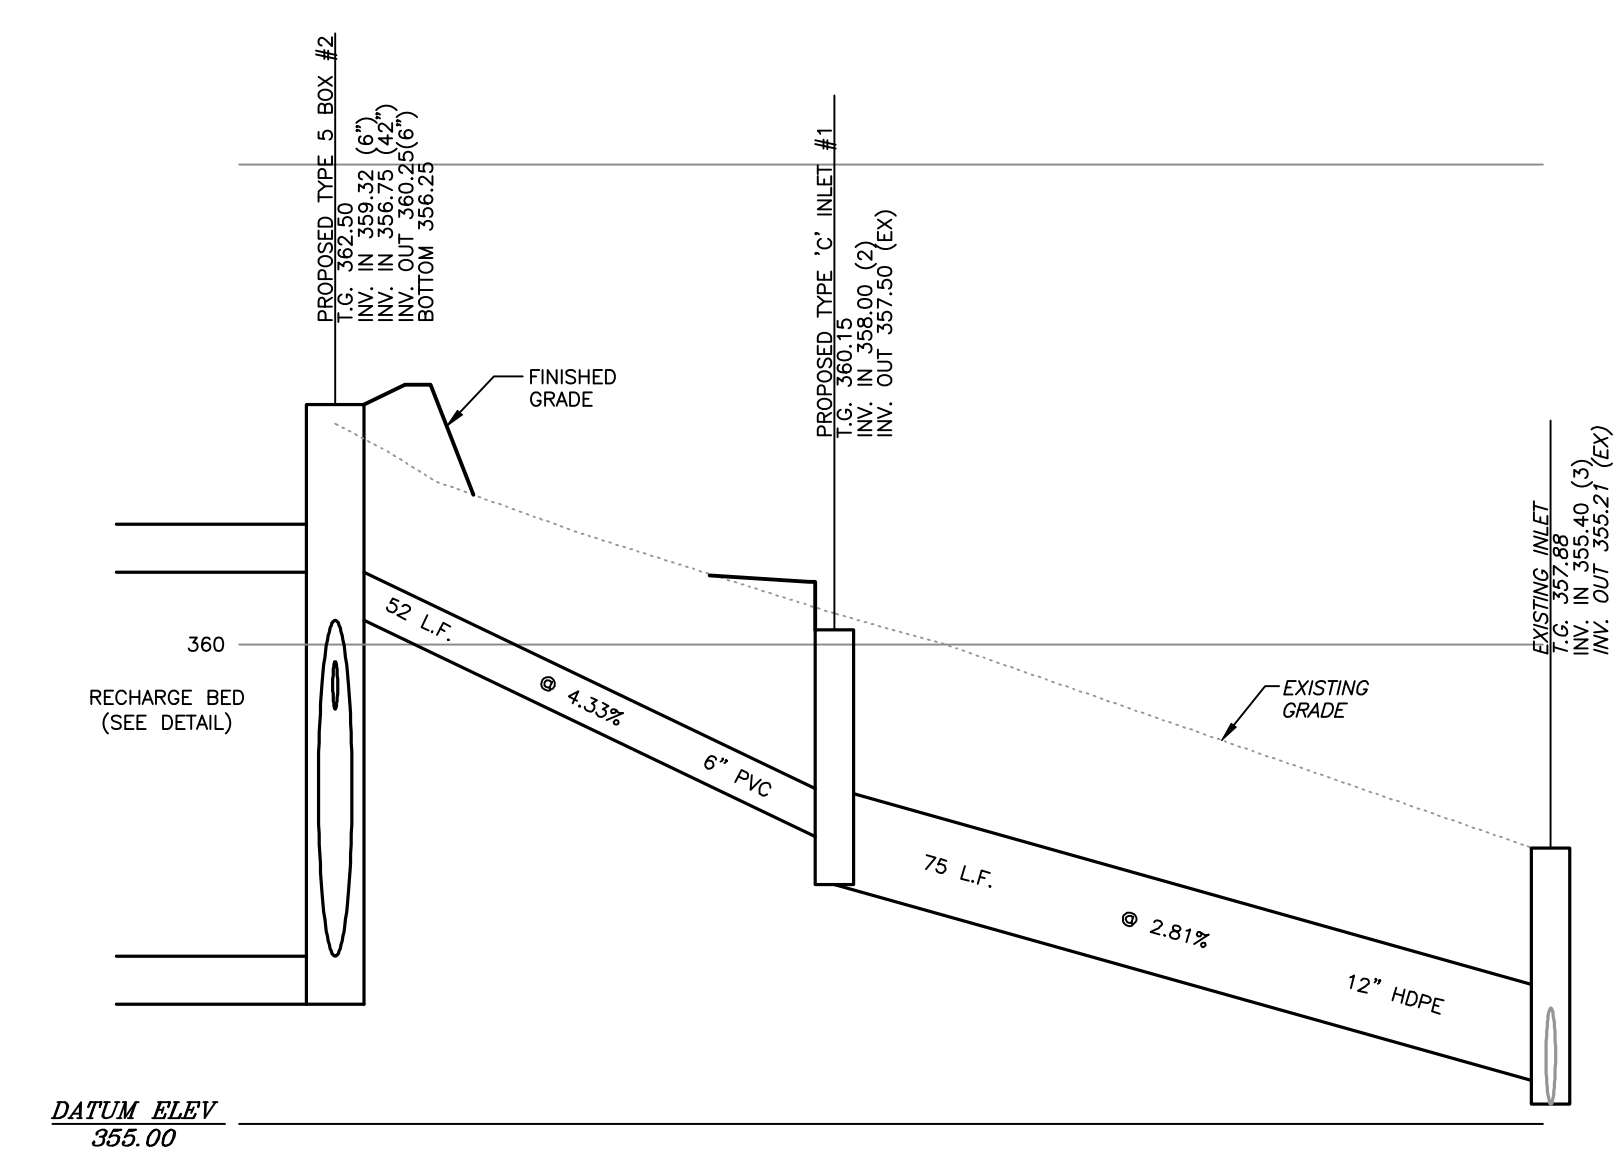 PROPOSED TYPE 5 BOX #2
T.G. 362.50
INV. IN 359.32 (6")
INV. IN 356.75 (42")
INV. OUT 360.25(6")
BOTTOM 356.25
PROPOSED TYPE 'C' INLET #1
T.G. 360.15
INV. IN 358.00 (2)
INV. OUT 357.50 (EX)
FINISHED
GRADE
EXISTING INLET
T.G. 357.88
INV. IN 355.40 (3)
INV. OUT 355.21 (EX)
52 L.F.
@ 4.33%
6" PVC
360
RECHARGE BED
(SEE DETAIL)
EXISTING
GRADE
75 L.F.
@ 2.81%
12" HDPE
DATUM ELEV
355.00